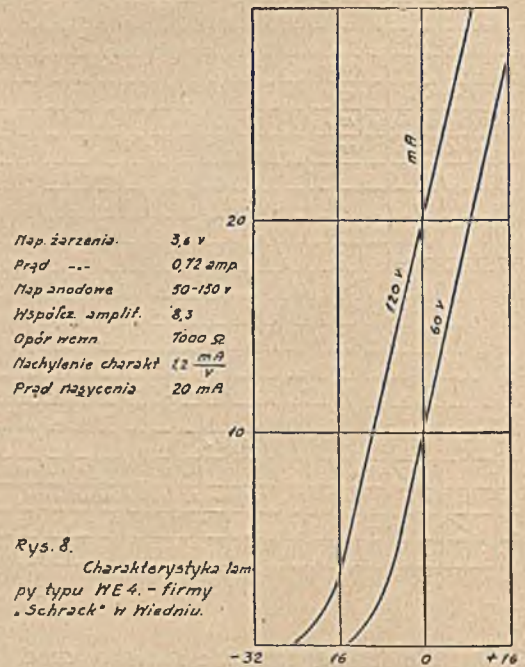 Nap. żarzenia. 3,6 v
Prąd -..- 0,72 amp.
Nap anodowe 50-150 v
Współcz. amplif. 8,3
Opór wewn. 7000 Ω
Nachylenie charakt 1,2 mA/v
Prąd nasycenia 20 mA
Rys. 8.
Charakterystyka lam-
py typu WE 4. - firmy
„Schrack" w Wiedniu.
mA
20
120 v
60 v
10
-32 16 0 +16